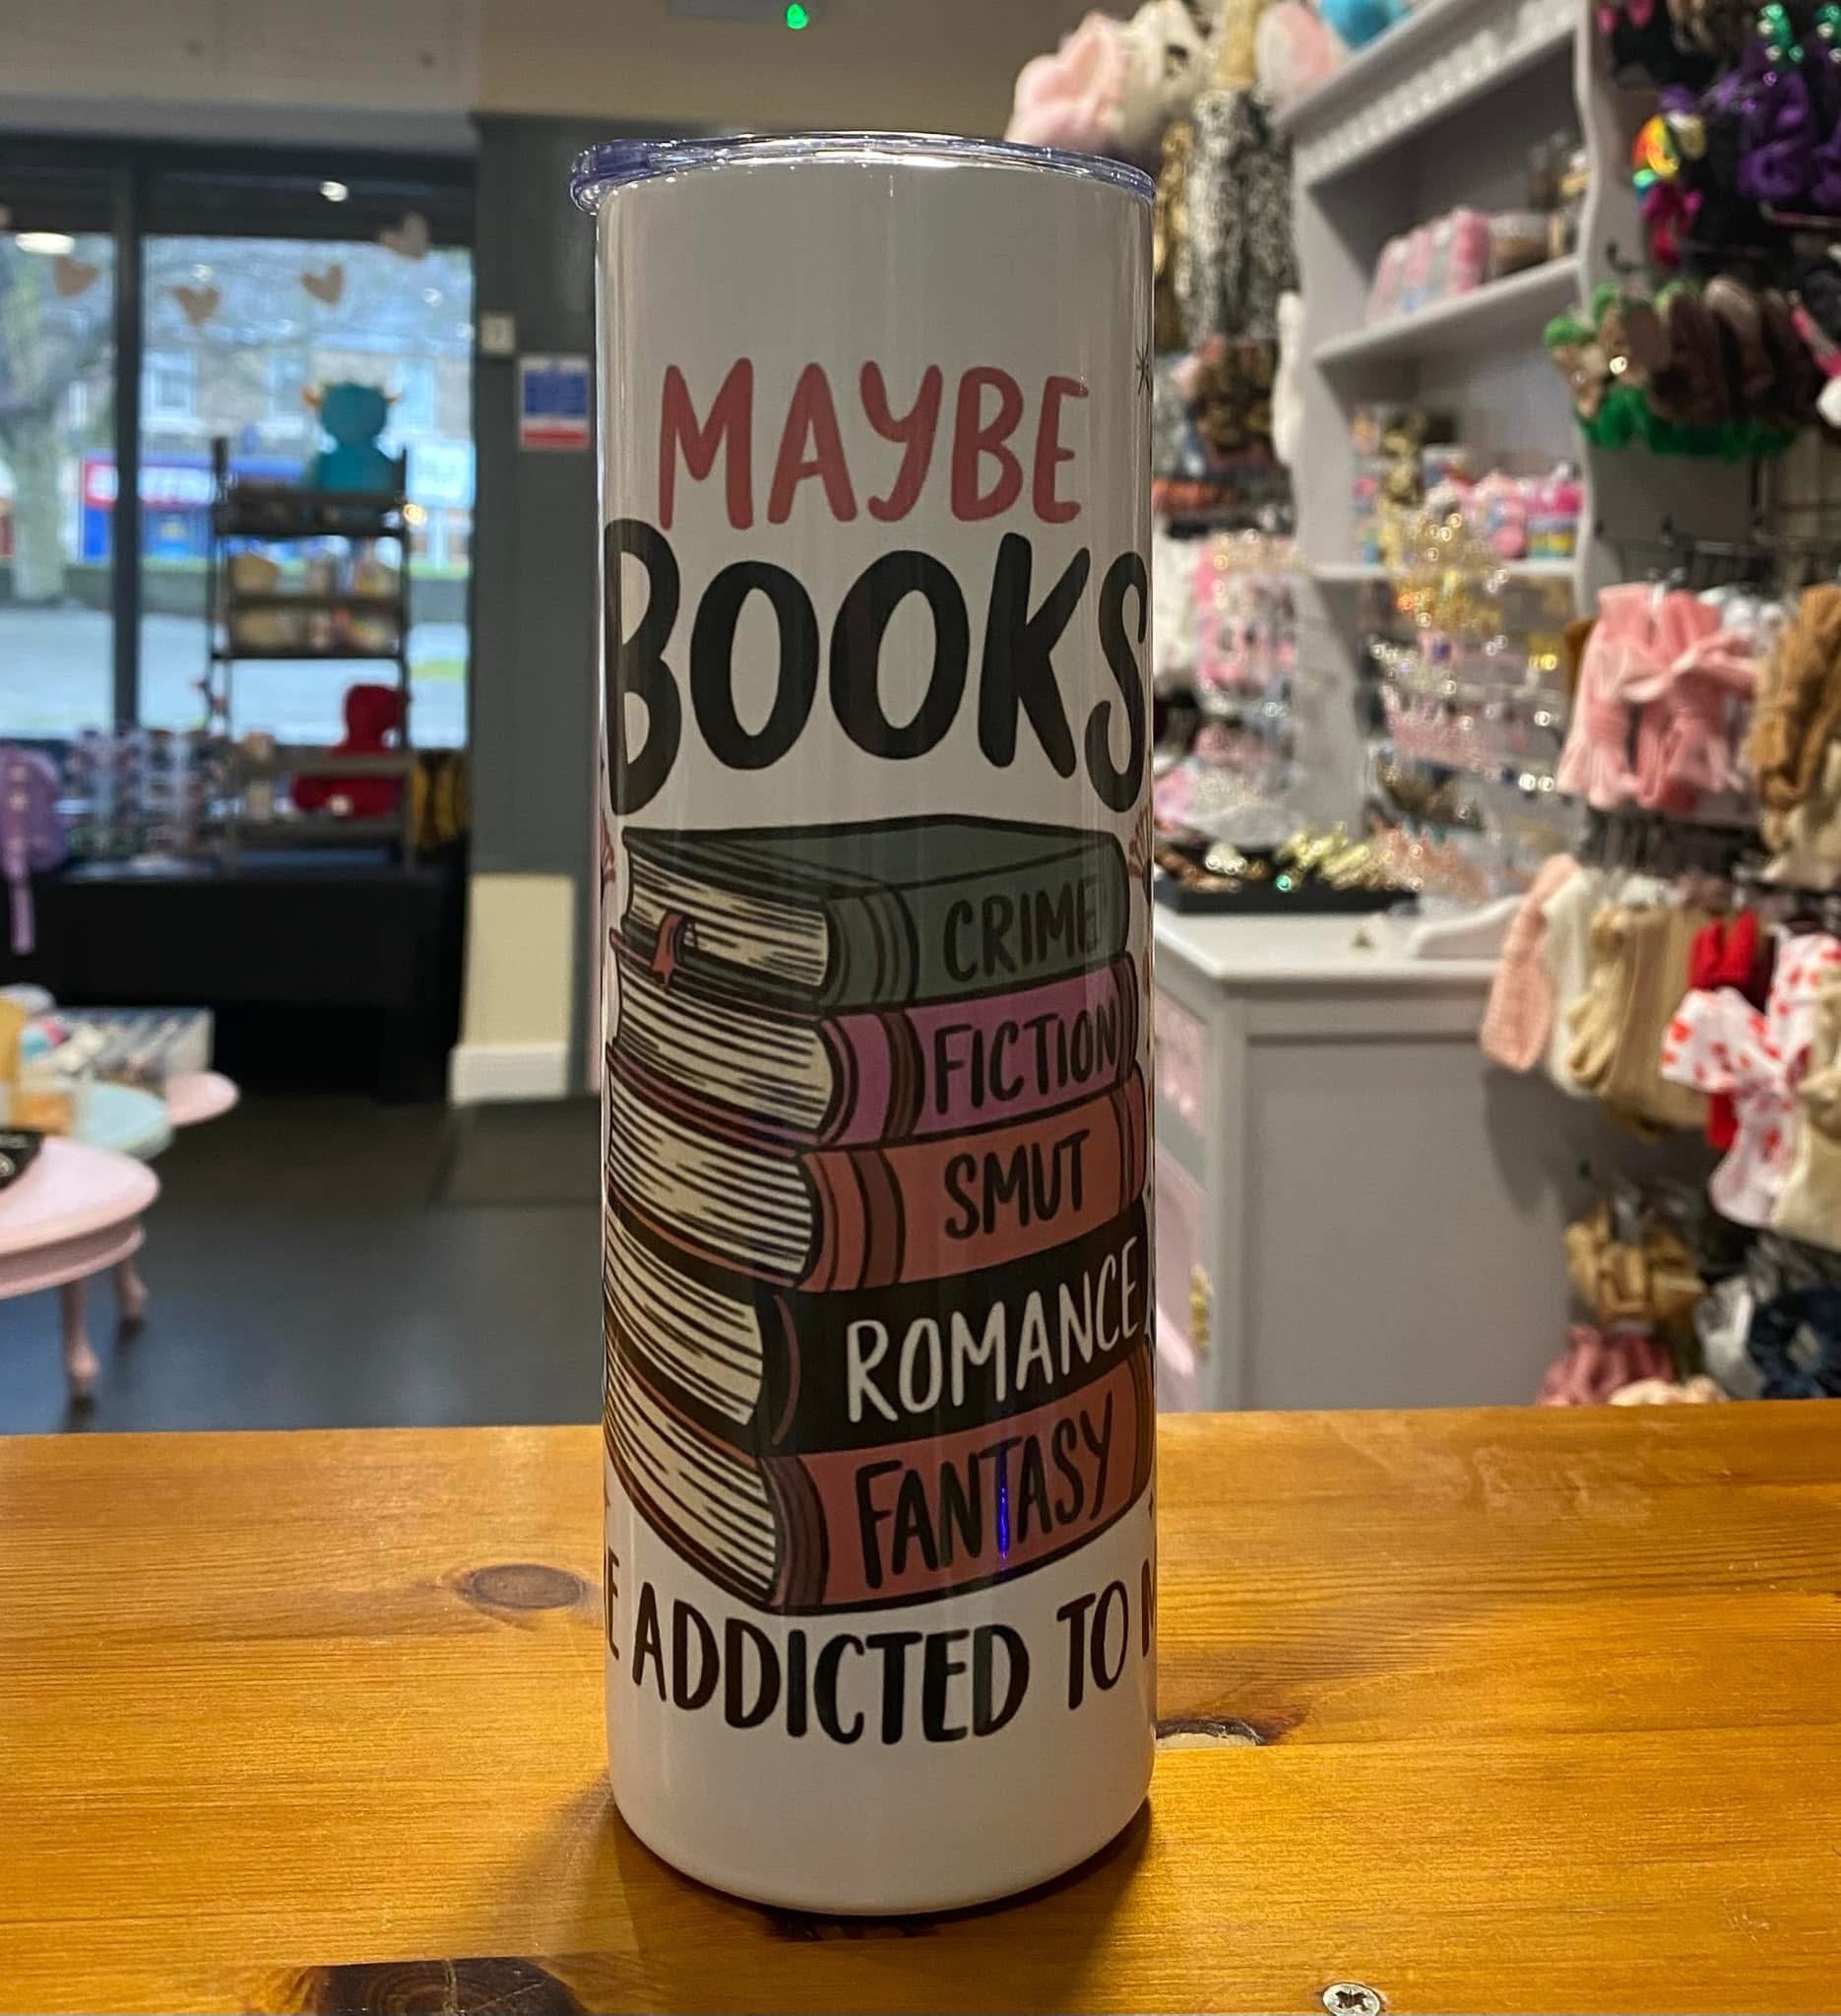 MAYBE
BOOKS
CRIME
FICTION
SMUT
ROMANCE
FANTASY
E ADDICTED TO M